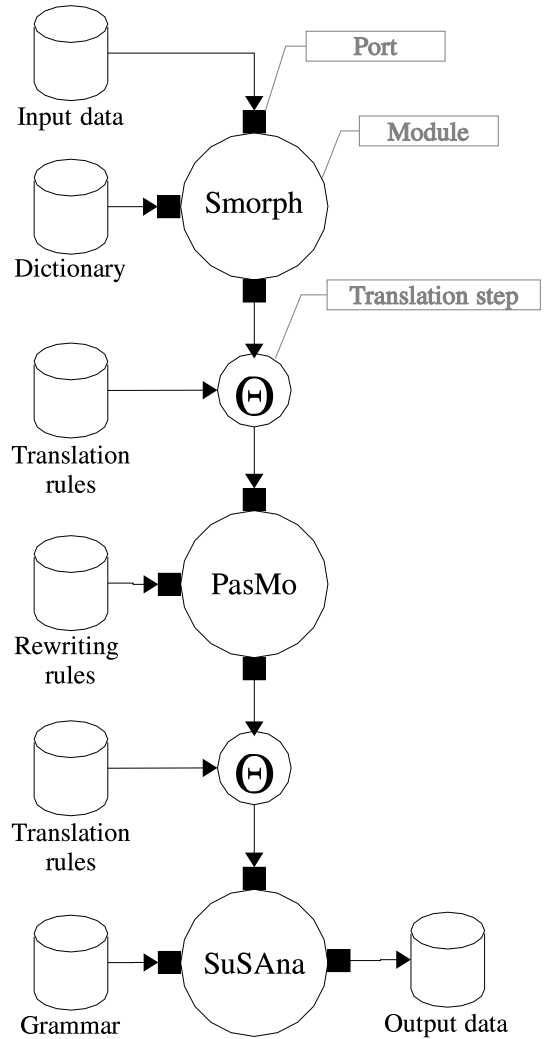 Port
Input data
Module
Smorph
Dictionary
Translation step
Θ
Translation
rules
PasMo
Rewriting
rules
Θ
Translation
rules
SuSAna
Grammar
Output data